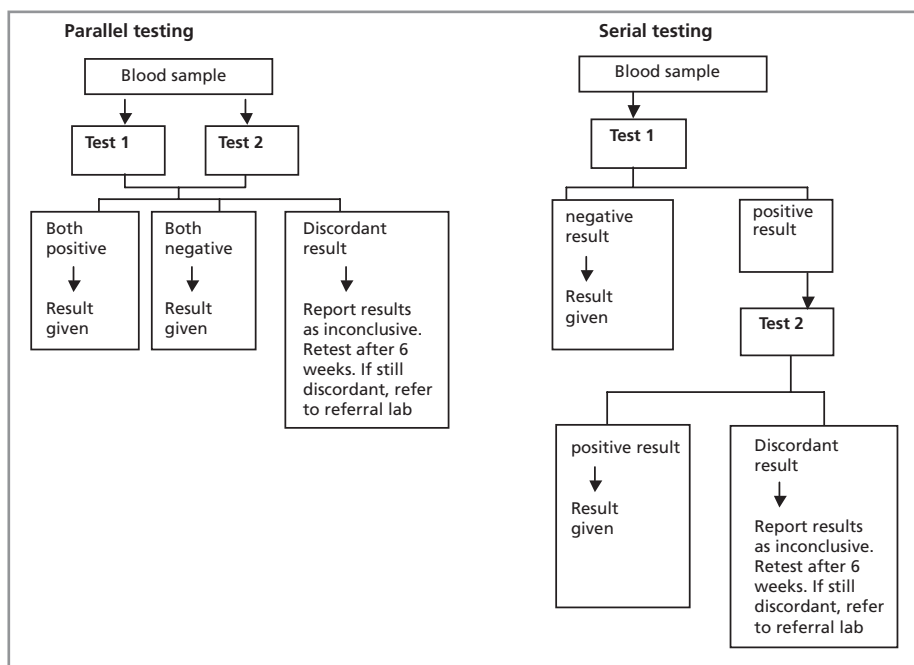 Parallel testing
Blood sample
Test 1
Test 2
Both
positive
Result
given
Both
negative
Result
given
Discordant
result
Report results
as inconclusive.
Retest after 6
weeks. If still
discordant, refer
to referral lab
Serial testing
Blood sample
Test 1
negative
result
Result
given
positive
result
Test 2
positive result
Result
given
Discordant
result
Report results
as inconclusive.
Retest after 6
weeks. If still
discordant, refer
to referral lab